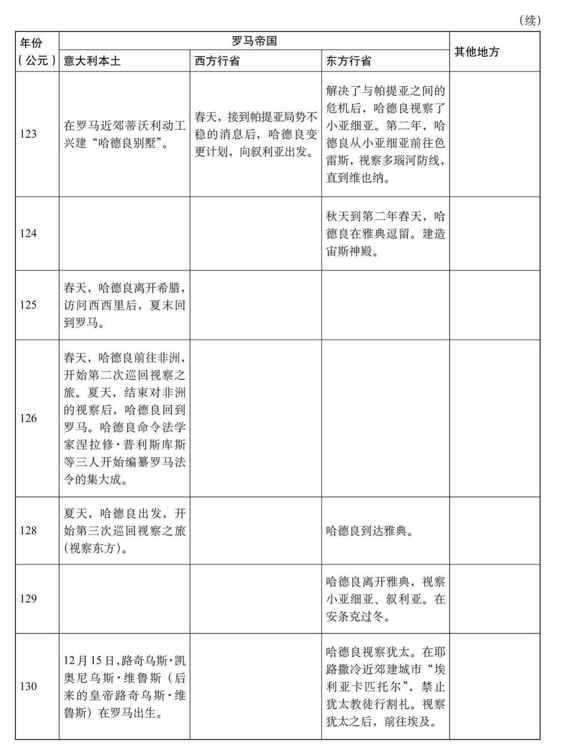 （续）
年份
（公元）
罗马帝国
其他地方
意大利本土
西方行省
东方行省
123
在罗马近郊蒂沃利动工
兴建“哈德良别墅”。
春天，接到帕提亚局势不
稳的消息后，哈德良变
更计划，向叙利亚出发。
解决了与帕提亚之间的
危机后，哈德良视察了
小亚细亚。第二年，哈
德良从小亚细亚前往色
雷斯，视察多瑙河防线，
直到维也纳。
124
秋天到第二年春天，哈
德良在雅典逗留。建造
宙斯神殿。
125
春天，哈德良离开希腊，
访问西西里后，夏末回
到罗马。
126
春天，哈德良前往非洲，
开始第二次巡回视察之
旅。夏天，结束对非洲
的视察后，哈德良回到
罗马。哈德良命令法学
家涅拉修·普利斯库斯
等三人开始编纂罗马法
令的集大成。
128
夏天，哈德良出发，开
始第三次巡回视察之旅
（视察东方）。
哈德良到达雅典。
129
哈德良离开雅典，视察
小亚细亚、叙利亚。在
安条克过冬。
130
12月15日，路奇乌斯·凯
奥尼乌斯·维鲁斯（后
来的皇帝路奇乌斯·维
鲁斯）在罗马出生。
哈德良视察犹太。在耶
路撒冷近郊建城市“埃
利亚卡匹托尔”，禁止
犹太教徒行割礼。视察
犹太之后，前往埃及。